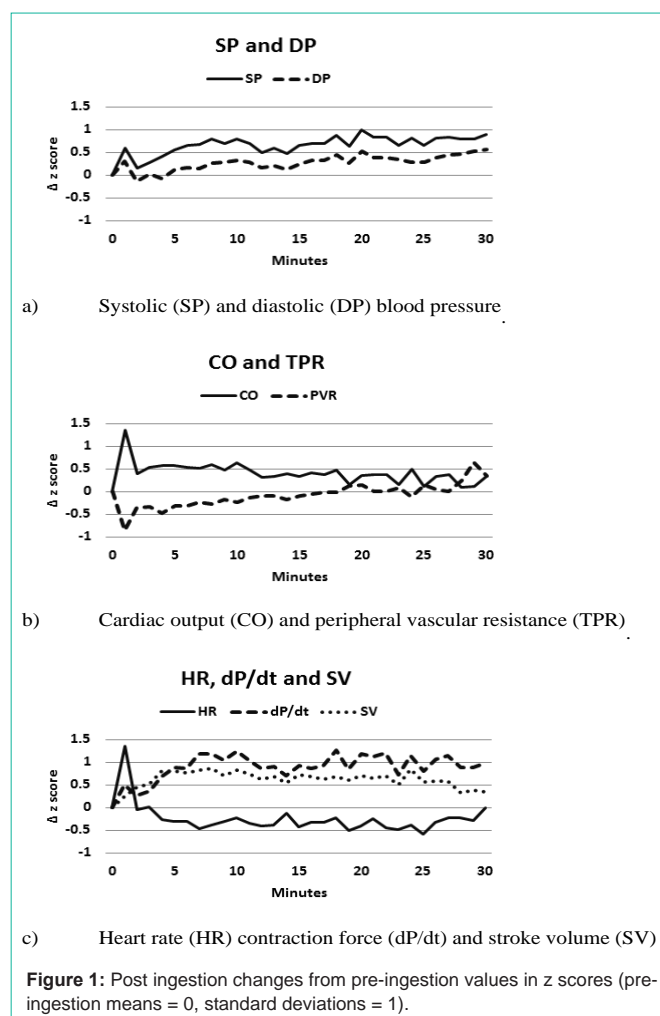 SP and DP
SP DP
1.5
1
0.5
0
-0.5
-1
Δ z score
0 5 10 15 20 25 30
Minutes
a) Systolic (SP) and diastolic (DP) blood pressure.
CO and TPR
CO PVR
1.5
1
0.5
0
-0.5
-1
Δ z score
0 5 10 15 20 25 30
Minutes
b) Cardiac output (CO) and peripheral vascular resistance (TPR).
HR, dP/dt and SV
HR dP/dt SV
1.5
1
0.5
0
-0.5
-1
Δ z score
0 5 10 15 20 25 30
Minutes
c) Heart rate (HR) contraction force (dP/dt) and stroke volume (SV)
Figure 1: Post ingestion changes from pre-ingestion values in z scores (pre-
ingestion means = 0, standard deviations = 1).